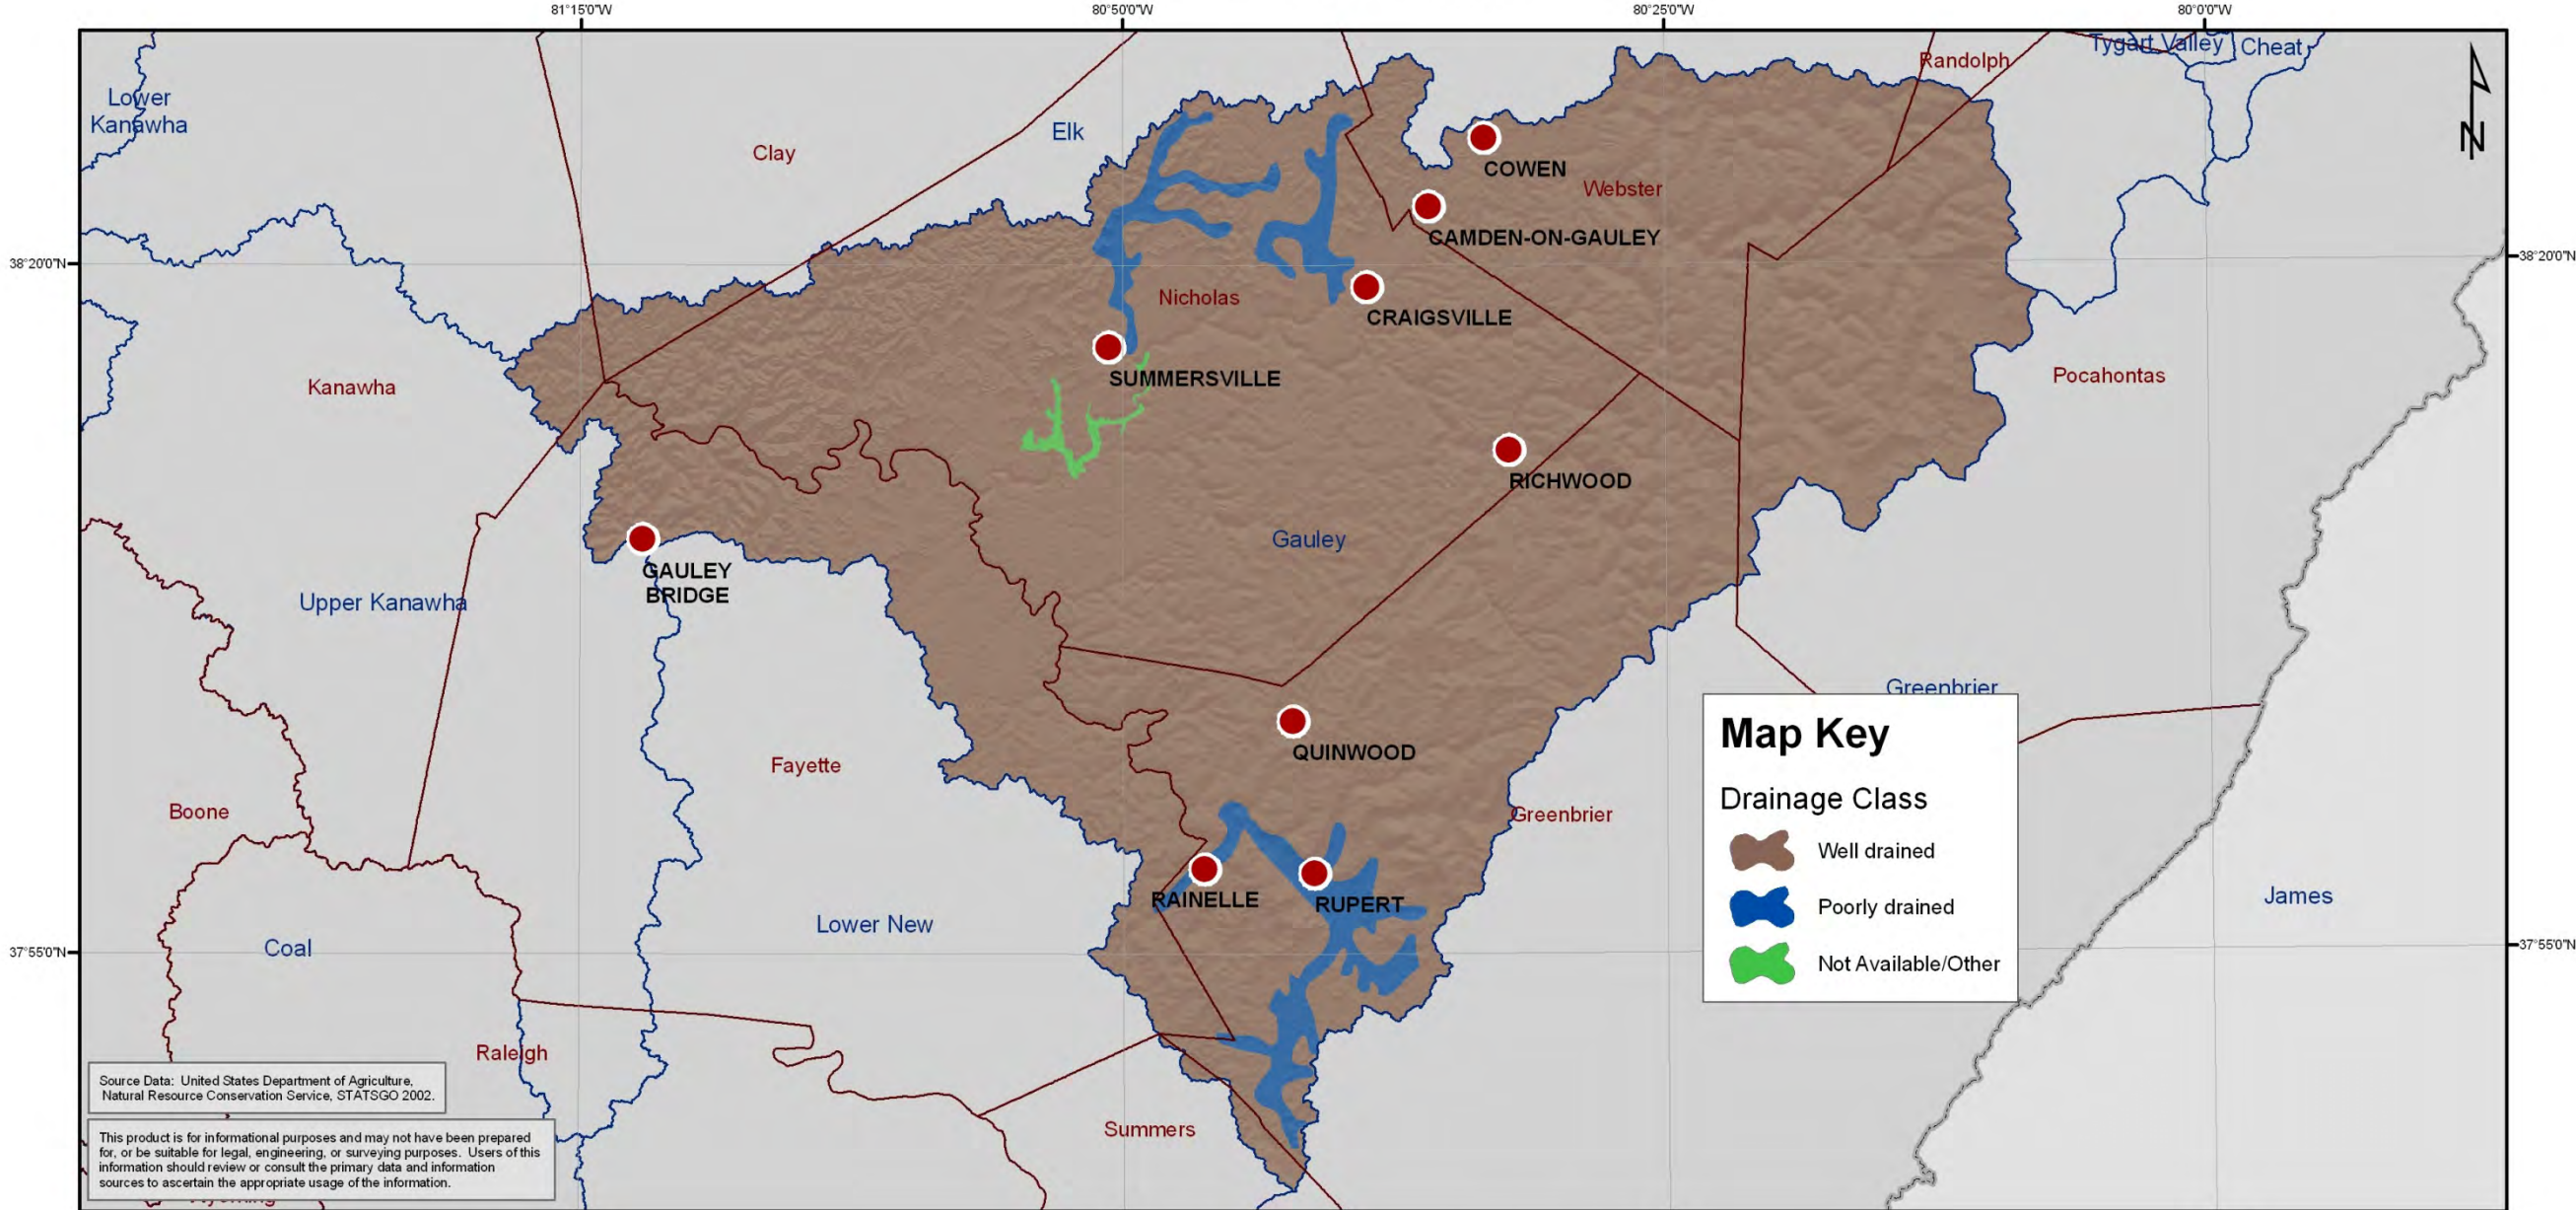 81°15'0"W
80°50'0"W
80°25'0"W
80°0'0"W
Tygart Valley
Cheat
Randolph
Lower
Kanawha
Elk
Clay
COWEN
Webster
CAMDEN-ON-GAULEY
38°20'0"N
38°20'0"N
Nicholas
CRAIGSVILLE
SUMMERSVILLE
Kanawha
Pocahontas
RICHWOOD
Gauley
GAULEY
BRIDGE
Upper Kanawha
Greenbrier
QUINWOOD
Fayette
Boone
Greenbrier
Map Key
Drainage Class
Well drained
Poorly drained
Not Available/Other
RAINELLE
RUPERT
James
Lower New
Coal
37°55'0"N
37°55'0"N
Raleigh
Summers
Source Data: United States Department of Agriculture,
Natural Resource Conservation Service, STATSGO 2002.
This product is for informational purposes and may not have been prepared
for, or be suitable for legal, engineering, or surveying purposes. Users of this
information should review or consult the primary data and information
sources to ascertain the appropriate usage of the information.
Wyoming
N